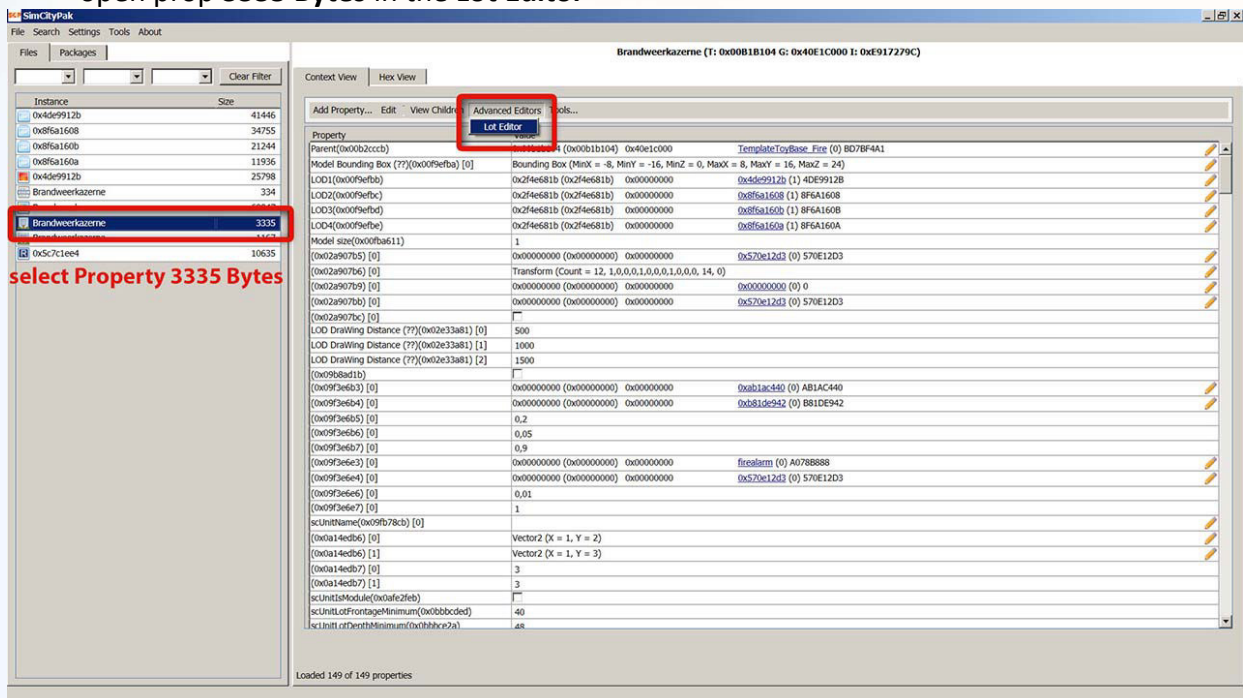 open prop 3335 Bytes in the Lot Editor
SimCityPak
File Search Settings Tools About
Files Packages
Clear Filter
Instance Size
0x4de9912b 41446
0x8f6a1608 34755
0x8f6a160b 21244
0x8f6a160a 11936
0x4de9912b 25798
Brandweerkazerne 334
Brandweerkazerne 3335
0x5c7c1ee4 10635
select Property 3335 Bytes
Brandweerkazerne (T: 0x00B1B104 G: 0x40E1C000 I: 0xE917279C)
Context View Hex View
Add Property... Edit View Children Advanced Editors Tools...
Lot Editor
Property Value
Parent(0x00b2cccb) (0x00b1b104) 0x40e1c000 TemplateToyBase_Fire (0) BD7BF4A1
Model Bounding Box (??)(0x00f9efba) [0] Bounding Box (MinX = -8, MinY = -16, MinZ = 0, MaxX = 8, MaxY = 16, MaxZ = 24)
LOD1(0x00f9efbb) 0x2f4e681b (0x2f4e681b) 0x00000000 0x4de9912b (1) 4DE9912B
LOD2(0x00f9efbc) 0x2f4e681b (0x2f4e681b) 0x00000000 0x8f6a1608 (1) 8F6A1608
LOD3(0x00f9efbd) 0x2f4e681b (0x2f4e681b) 0x00000000 0x8f6a160b (1) 8F6A160B
LOD4(0x00f9efbe) 0x2f4e681b (0x2f4e681b) 0x00000000 0x8f6a160a (1) 8F6A160A
Model size(0x00fba611) 1
(0x02a907b5) [0] 0x00000000 (0x00000000) 0x00000000 0x570e12d3 (0) 570E12D3
(0x02a907b6) [0] Transform (Count = 12, 1,0,0,0,1,0,0,0,1,0,0,0, 14, 0)
(0x02a907b9) [0] 0x00000000 (0x00000000) 0x00000000 0x00000000 (0) 0
(0x02a907bb) [0] 0x00000000 (0x00000000) 0x00000000 0x570e12d3 (0) 570E12D3
(0x02a907bc) [0]
LOD DraWing Distance (??)(0x02e33a81) [0] 500
LOD DraWing Distance (??)(0x02e33a81) [1] 1000
LOD DraWing Distance (??)(0x02e33a81) [2] 1500
(0x09b8ad1b)
(0x09f3e6b3) [0] 0x00000000 (0x00000000) 0x00000000 0xab1ac440 (0) AB1AC440
(0x09f3e6b4) [0] 0x00000000 (0x00000000) 0x00000000 0xb81de942 (0) B81DE942
(0x09f3e6b5) [0] 0,2
(0x09f3e6b6) [0] 0,05
(0x09f3e6b7) [0] 0,9
(0x09f3e6e3) [0] 0x00000000 (0x00000000) 0x00000000 firealarm (0) A078B888
(0x09f3e6e4) [0] 0x00000000 (0x00000000) 0x00000000 0x570e12d3 (0) 570E12D3
(0x09f3e6e6) [0] 0,01
(0x09f3e6e7) [0] 1
scUnitName(0x09fb78cb) [0]
(0x0a14edb6) [0] Vector2 (X = 1, Y = 2)
(0x0a14edb6) [1] Vector2 (X = 1, Y = 3)
(0x0a14edb7) [0] 3
(0x0a14edb7) [1] 3
scUnitIsModule(0x0afe2feb)
scUnitLotFrontageMinimum(0x0bbbcded) 40
scUnitLotDepthMinimum(0x0bbbce2a) 48
Loaded 149 of 149 properties